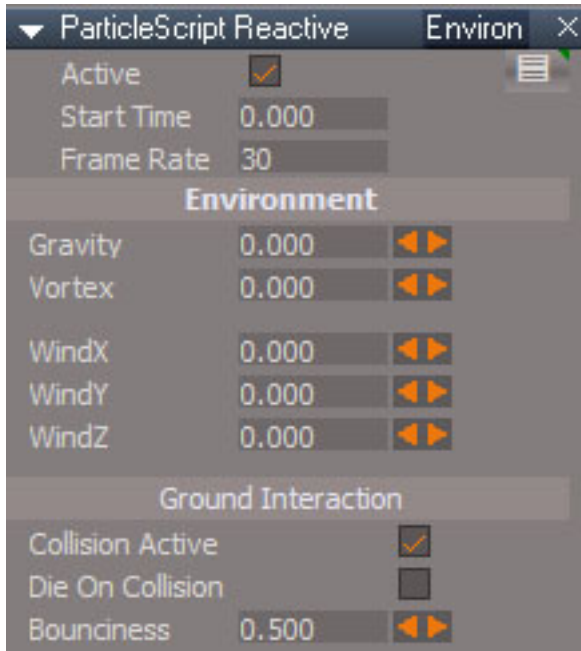 ParticleScript Reactive Environ
Active
Start Time 0.000
Frame Rate 30
Environment
Gravity 0.000
Vortex 0.000
WindX 0.000
WindY 0.000
WindZ 0.000
Ground Interaction
Collision Active
Die On Collision
Bounciness 0.500